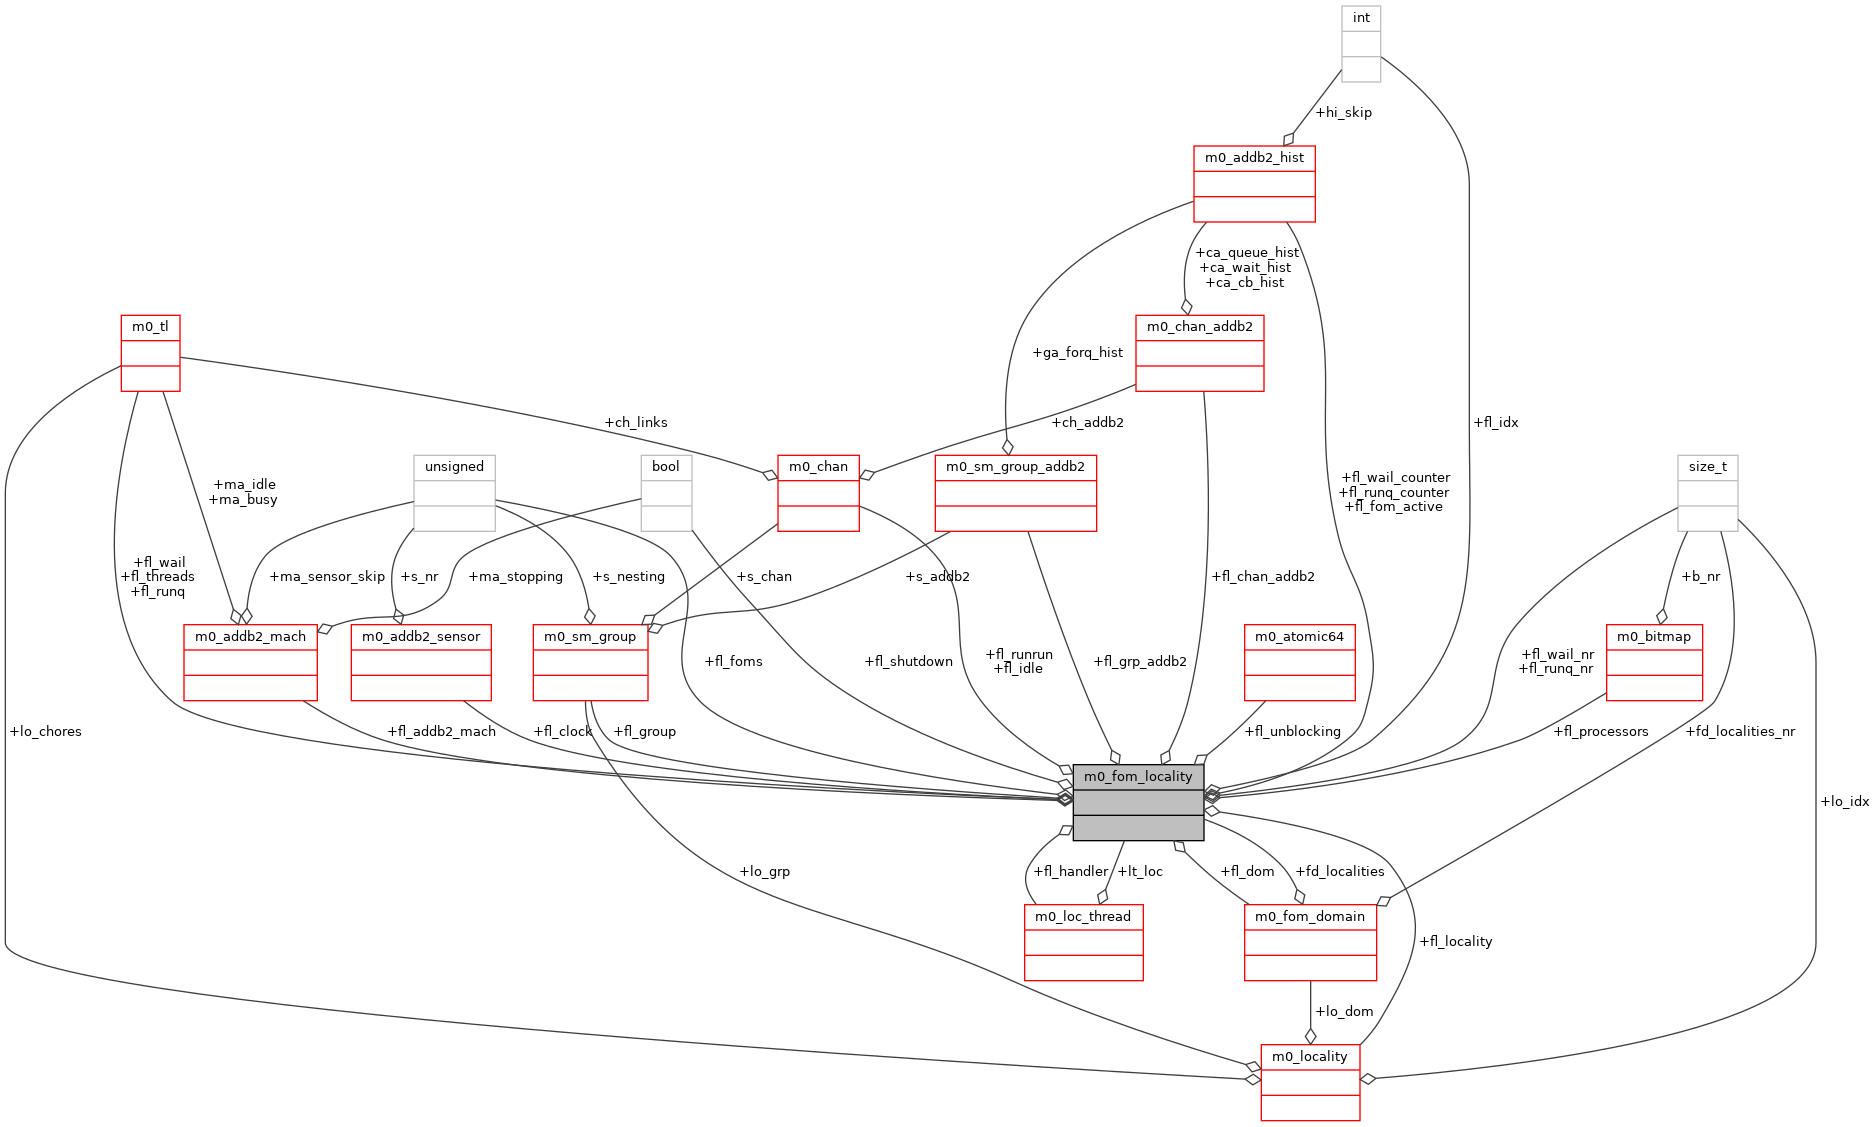 int
+hi_skip
m0_addb2_hist
+ca_queue_hist
+ca_wait_hist
+ca_cb_hist
m0_tl
m0_chan_addb2
+ga_forq_hist
+ch_links
+ch_addb2
+fl_idx
unsigned
bool
m0_chan
m0_sm_group_addb2
size_t
+ma_idle
+ma_busy
+fl_wail_counter
+fl_runq_counter
+fl_fom_active
+fl_wail
+fl_threads
+fl_runq
+ma_sensor_skip
+s_nr
+ma_stopping
+s_nesting
+s_chan
+s_addb2
+fl_chan_addb2
+b_nr
m0_addb2_mach
m0_addb2_sensor
m0_sm_group
m0_atomic64
m0_bitmap
+fl_foms
+fl_shutdown
+fl_runrun
+fl_idle
+fl_grp_addb2
+fl_wail_nr
+fl_runq_nr
+lo_chores
+fl_addb2_mach
+fl_clock
+fl_group
+fl_unblocking
+fl_processors
+fd_localities_nr
m0_fom_locality
+lo_idx
+lo_grp
+fl_handler
+lt_loc
+fl_dom
+fd_localities
m0_loc_thread
m0_fom_domain
+fl_locality
+lo_dom
m0_locality